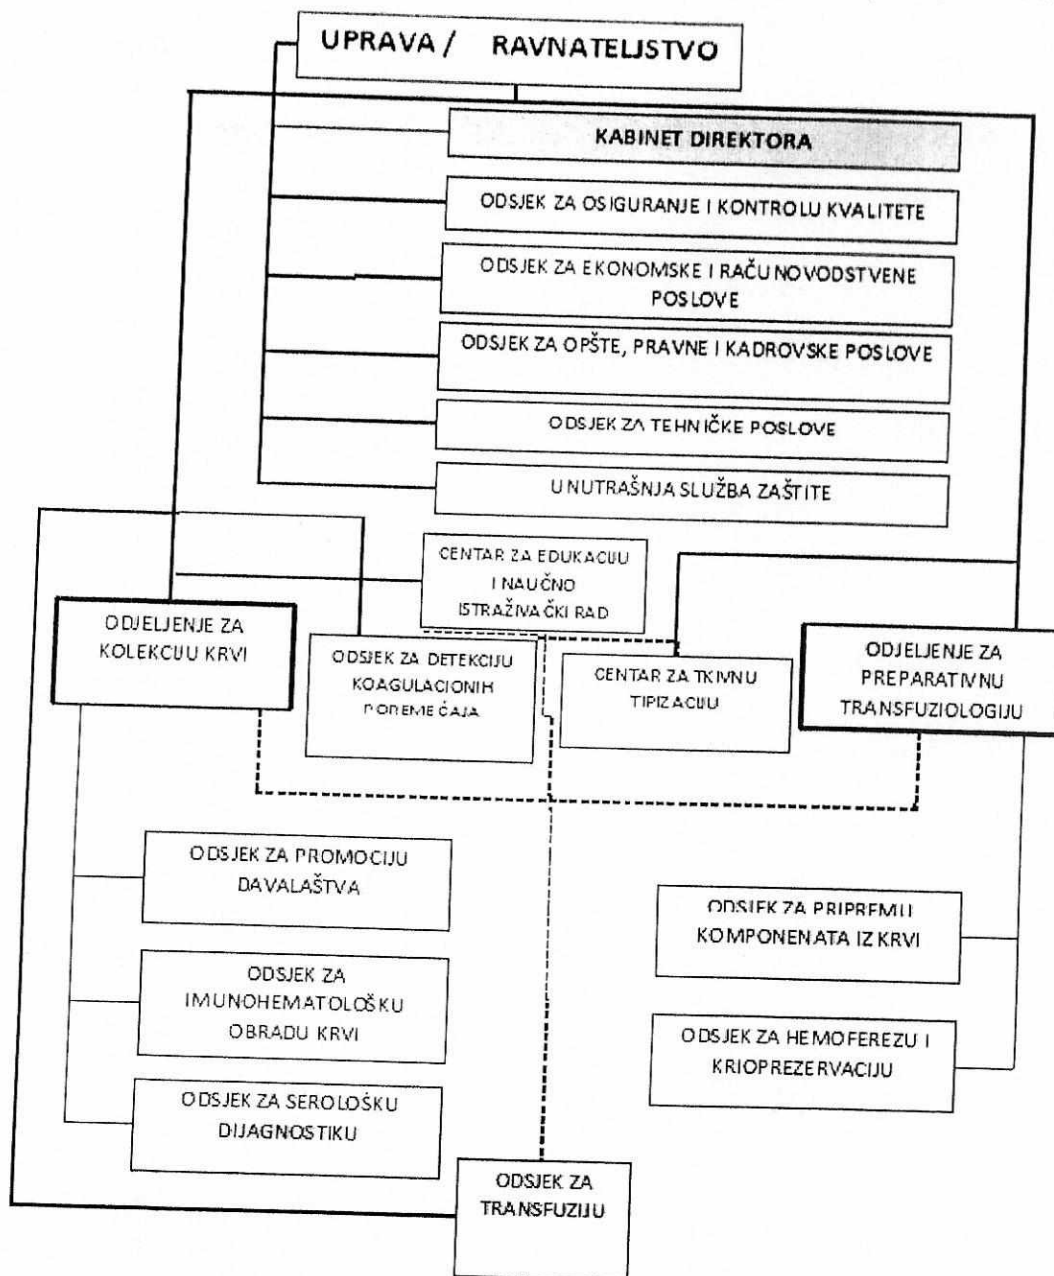 UPRAVA / RAVNATELJSTVO
KABINET DIREKTORA
ODSJEK ZA OSIGURANJE I KONTROLU KVALITETE
ODSJEK ZA EKONOMSKE I RAČUNOVODSTVENE
POSLOVE
ODSJEK ZA OPŠTE, PRAVNE I KADROVSKE POSLOVE
ODSJEK ZA TEHNIČKE POSLOVE
UNUTRAŠNJA SLUŽBA ZAŠTITE
CENTAR ZA EDUKACIJU
I NAUČNO
ISTRAŽIVAČKI RAD
ODJELJENJE ZA
KOLEKCIJU KRVI
ODSJEK ZA DETEKCIJU
KOAGULACIONIH
POREMEĆAJA
CENTAR ZA TKIVNU
TIPIZACIJU
ODJELJENJE ZA
PREPARATIVNU
TRANSFUZIOLOGIJU
ODSJEK ZA PROMOCIJU
DAVALAŠTVA
ODSJEK ZA
IMUNOHEMATOLOŠKU
OBRADU KRVI
ODSJEK ZA SEROLOŠKU
DIJAGNOSTIKU
ODSJEK ZA PRIPREMU
KOMPONENATA IZ KRVI
ODSJEK ZA HEMOFEREZU I
KRIOPREZERVACIJU
ODSJEK ZA
TRANSFUZIJU